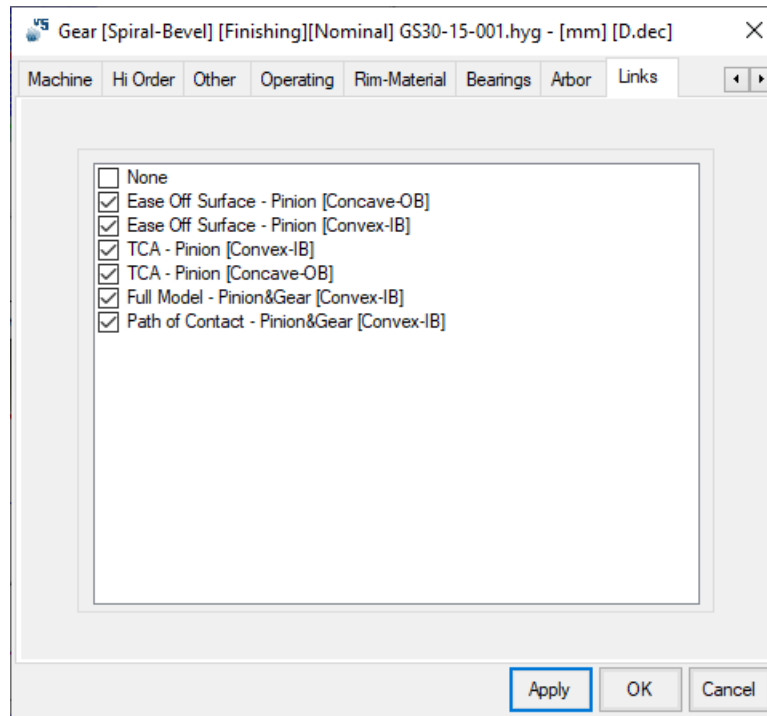 Gear [Spiral-Bevel] [Finishing][Nominal] GS30-15-001.hyg - [mm] [D.dec]
Machine Hi Order Other Operating Rim-Material Bearings Arbor Links
None
Ease Off Surface - Pinion [Concave-OB]
Ease Off Surface - Pinion [Convex-IB]
TCA - Pinion [Convex-IB]
TCA - Pinion [Concave-OB]
Full Model - Pinion&Gear [Convex-IB]
Path of Contact - Pinion&Gear [Convex-IB]
Apply OK Cancel